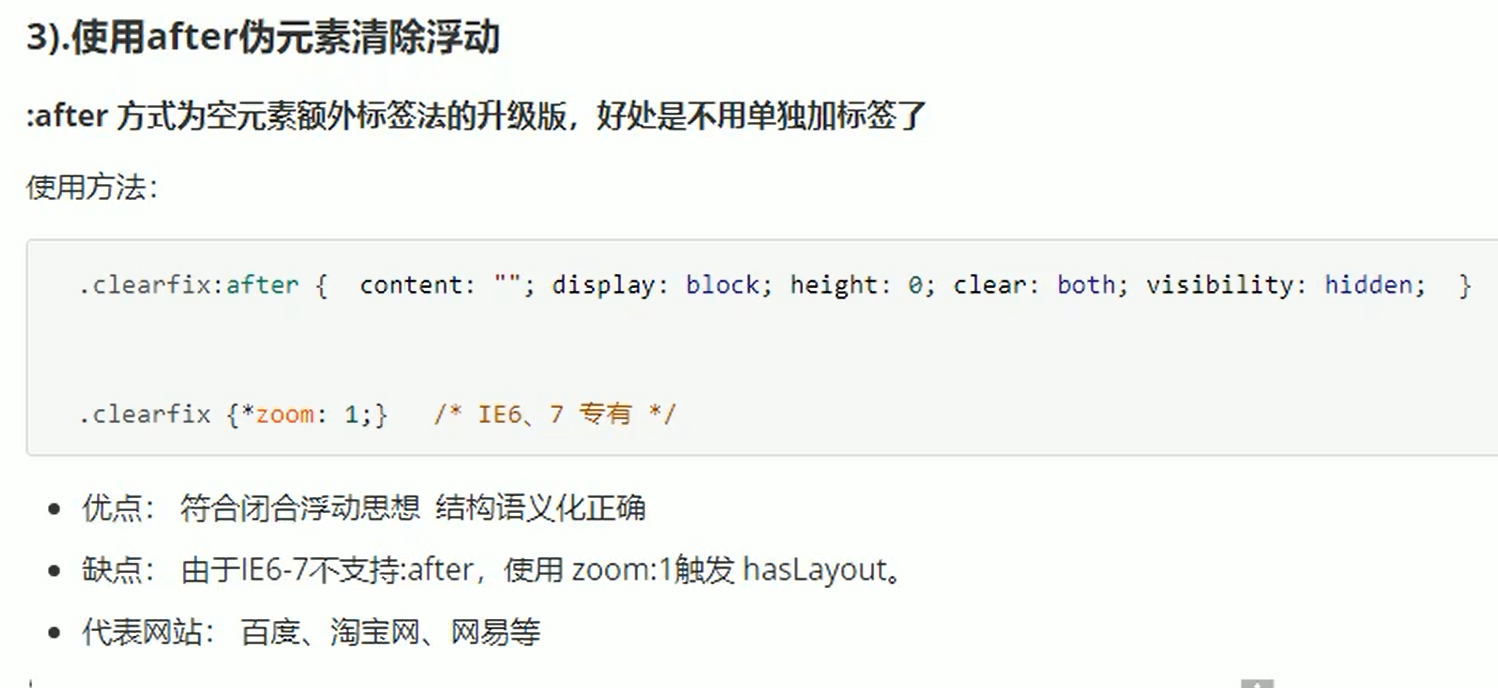 3).使用after伪元素清除浮动
:after 方式为空元素额外标签法的升级版，好处是不用单独加标签了
使用方法：
.clearfix:after {  content: ""; display: block; height: 0; clear: both; visibility: hidden;  }
.clearfix {*zoom: 1;}   /* IE6、7 专有 */
优点： 符合闭合浮动思想 结构语义化正确
缺点： 由于IE6-7不支持:after，使用 zoom:1触发 hasLayout。
代表网站： 百度、淘宝网、网易等